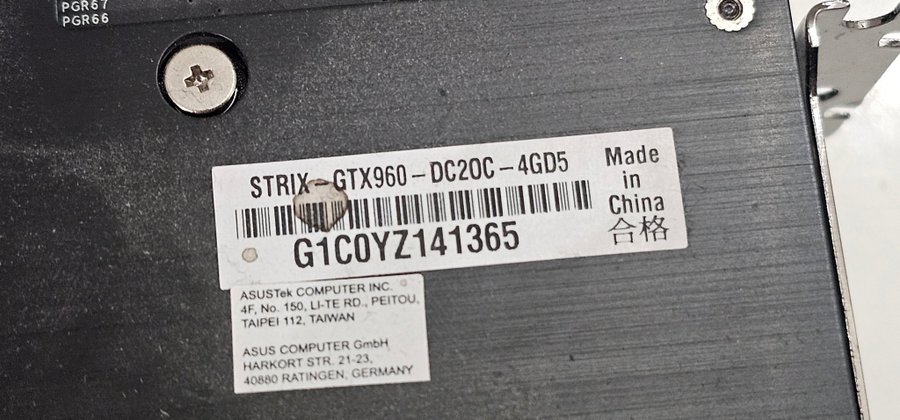 PGR67
PGR66
STRIX-GTX960-DC2OC-4GD5
G1C0YZ141365
Made
in
China
合格
ASUSTek COMPUTER INC.
4F, No. 150, LI-TE RD., PEITOU,
TAIPEI 112, TAIWAN
ASUS COMPUTER GmbH
HARKORT STR. 21-23,
40880 RATINGEN, GERMANY